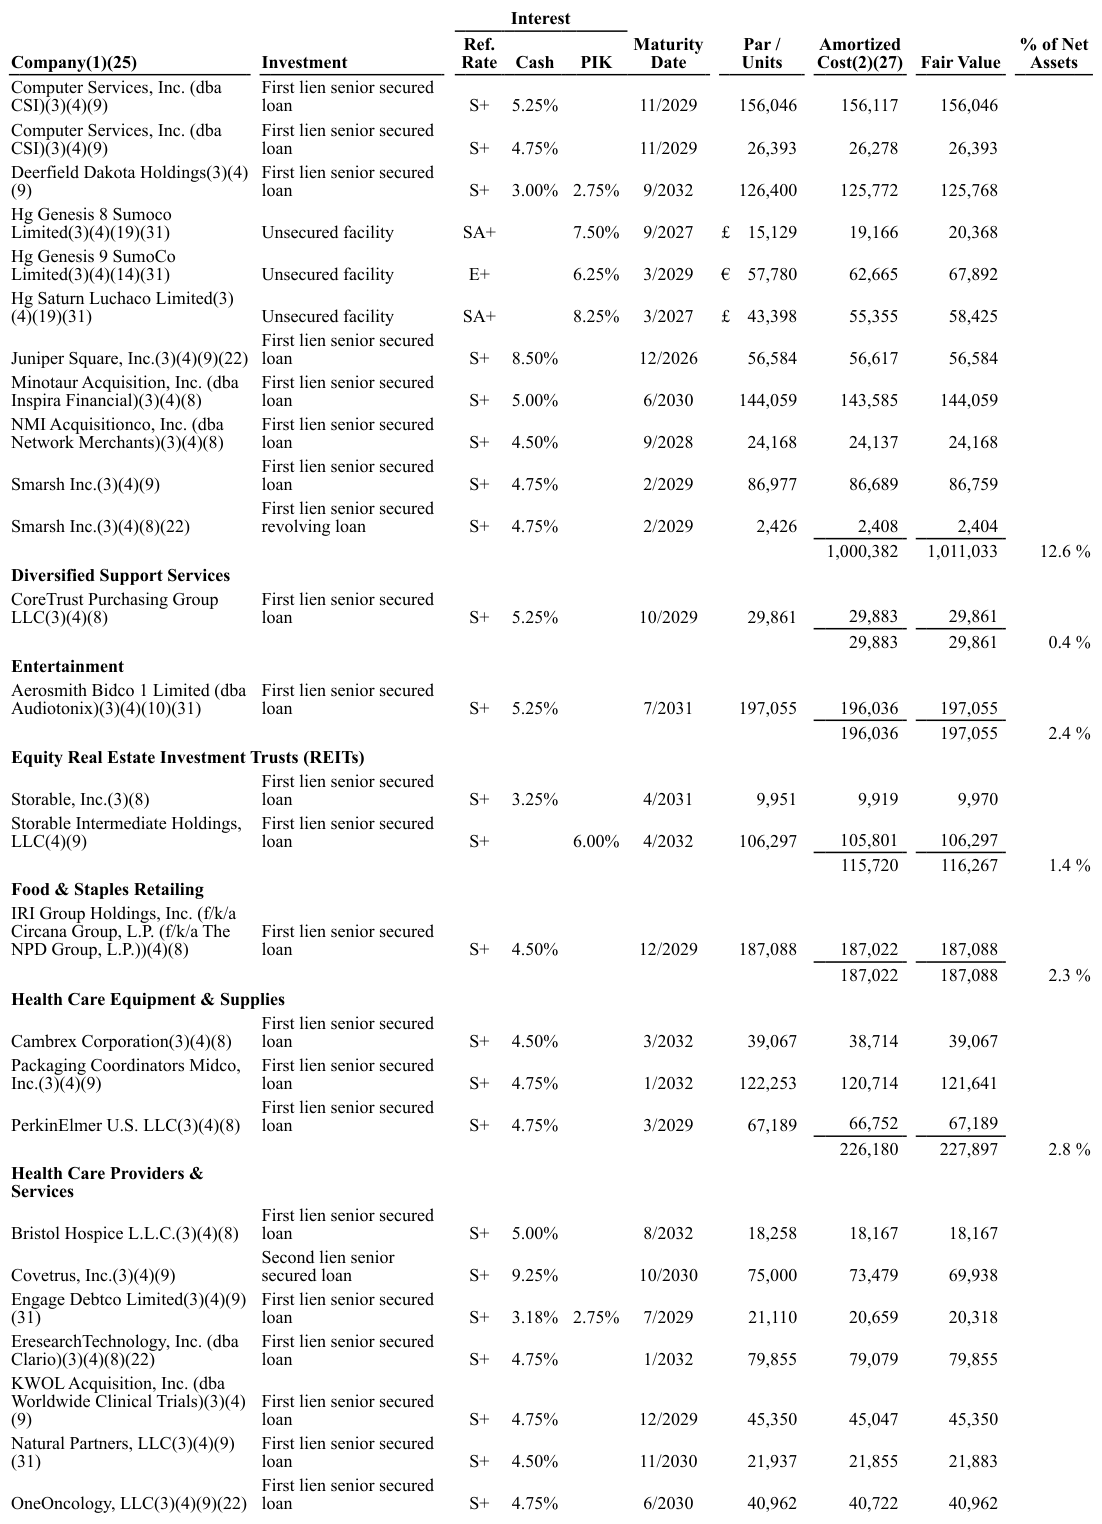 Interest
Company(1)(25) Investment Ref. Rate Cash PIK Maturity Date Par / Units Amortized Cost(2)(27) Fair Value % of Net Assets
Computer Services, Inc. (dba
CSI)(3)(4)(9) First lien senior secured loan S+ 5.25% 11/2029 156,046 156,117 156,046
Computer Services, Inc. (dba
CSI)(3)(4)(9) First lien senior secured loan S+ 4.75% 11/2029 26,393 26,278 26,393
Deerfield Dakota Holdings(3)(4)
(9) First lien senior secured loan S+ 3.00% 2.75% 9/2032 126,400 125,772 125,768
Hg Genesis 8 Sumoco
Limited(3)(4)(19)(31) Unsecured facility SA+ 7.50% 9/2027 £ 15,129 19,166 20,368
Hg Genesis 9 SumoCo
Limited(3)(4)(14)(31) Unsecured facility E+ 6.25% 3/2029 € 57,780 62,665 67,892
Hg Saturn Luchaco Limited(3)
(4)(19)(31) Unsecured facility SA+ 8.25% 3/2027 £ 43,398 55,355 58,425
Juniper Square, Inc.(3)(4)(9)(22) First lien senior secured loan S+ 8.50% 12/2026 56,584 56,617 56,584
Minotaur Acquisition, Inc. (dba
Inspira Financial)(3)(4)(8) First lien senior secured loan S+ 5.00% 6/2030 144,059 143,585 144,059
NMI Acquisitionco, Inc. (dba
Network Merchants)(3)(4)(8) First lien senior secured loan S+ 4.50% 9/2028 24,168 24,137 24,168
Smarsh Inc.(3)(4)(9) First lien senior secured loan S+ 4.75% 2/2029 86,977 86,689 86,759
Smarsh Inc.(3)(4)(8)(22) First lien senior secured revolving loan S+ 4.75% 2/2029 2,426 2,408 2,404
1,000,382 1,011,033 12.6 %
Diversified Support Services
CoreTrust Purchasing Group
LLC(3)(4)(8) First lien senior secured loan S+ 5.25% 10/2029 29,861 29,883 29,861
29,883 29,861 0.4 %
Entertainment
Aerosmith Bidco 1 Limited (dba
Audiotonix)(3)(4)(10)(31) First lien senior secured loan S+ 5.25% 7/2031 197,055 196,036 197,055
196,036 197,055 2.4 %
Equity Real Estate Investment Trusts (REITs)
Storable, Inc.(3)(8) First lien senior secured loan S+ 3.25% 4/2031 9,951 9,919 9,970
Storable Intermediate Holdings,
LLC(4)(9) First lien senior secured loan S+ 6.00% 4/2032 106,297 105,801 106,297
115,720 116,267 1.4 %
Food & Staples Retailing
IRI Group Holdings, Inc. (f/k/a
Circana Group, L.P. (f/k/a The
NPD Group, L.P.))(4)(8) First lien senior secured loan S+ 4.50% 12/2029 187,088 187,022 187,088
187,022 187,088 2.3 %
Health Care Equipment & Supplies
Cambrex Corporation(3)(4)(8) First lien senior secured loan S+ 4.50% 3/2032 39,067 38,714 39,067
Packaging Coordinators Midco,
Inc.(3)(4)(9) First lien senior secured loan S+ 4.75% 1/2032 122,253 120,714 121,641
PerkinElmer U.S. LLC(3)(4)(8) First lien senior secured loan S+ 4.75% 3/2029 67,189 66,752 67,189
226,180 227,897 2.8 %
Health Care Providers &
Services
Bristol Hospice L.L.C.(3)(4)(8) First lien senior secured loan S+ 5.00% 8/2032 18,258 18,167 18,167
Covetrus, Inc.(3)(4)(9) Second lien senior secured loan S+ 9.25% 10/2030 75,000 73,479 69,938
Engage Debtco Limited(3)(4)(9)
(31) First lien senior secured loan S+ 3.18% 2.75% 7/2029 21,110 20,659 20,318
EresearchTechnology, Inc. (dba
Clario)(3)(4)(8)(22) First lien senior secured loan S+ 4.75% 1/2032 79,855 79,079 79,855
KWOL Acquisition, Inc. (dba
Worldwide Clinical Trials)(3)(4)
(9) First lien senior secured loan S+ 4.75% 12/2029 45,350 45,047 45,350
Natural Partners, LLC(3)(4)(9)
(31) First lien senior secured loan S+ 4.50% 11/2030 21,937 21,855 21,883
OneOncology, LLC(3)(4)(9)(22) First lien senior secured loan S+ 4.75% 6/2030 40,962 40,722 40,962